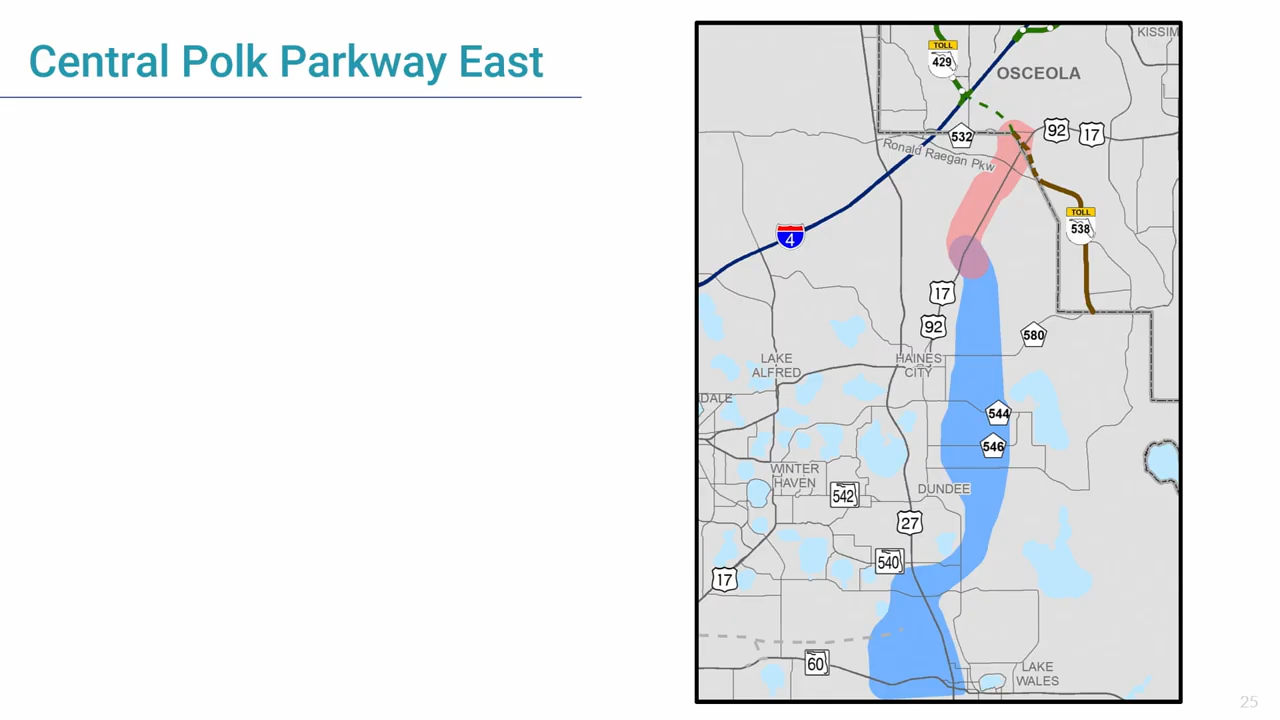 Central Polk Parkway East
KISSIM
TOLL
429
OSCEOLA
532
92
17
Ronald Raegan Pkw
TOLL
538
4
17
92
580
LAKE
ALFRED
HAINES
CITY
DALE
544
546
WINTER
HAVEN
542
DUNDEE
27
540
17
60
LAKE
WALES
25